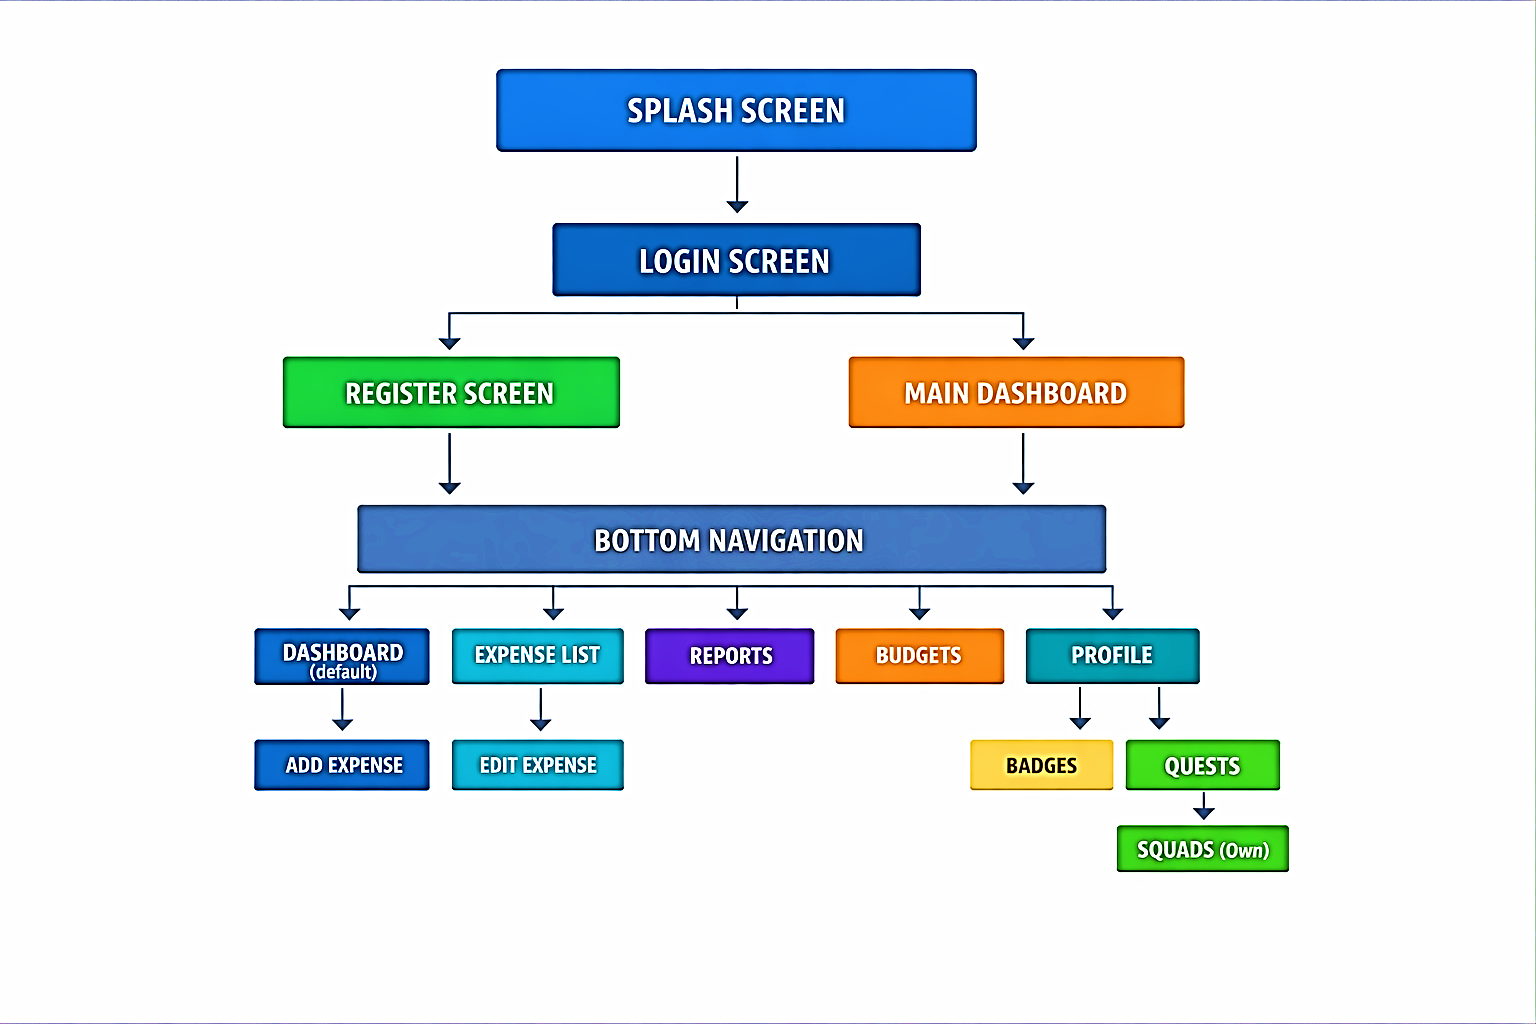 SPLASH SCREEN
LOGIN SCREEN
REGISTER SCREEN
MAIN DASHBOARD
BOTTOM NAVIGATION
DASHBOARD
(default)
EXPENSE LIST
REPORTS
BUDGETS
PROFILE
ADD EXPENSE
EDIT EXPENSE
BADGES
QUESTS
SQUADS (Own)